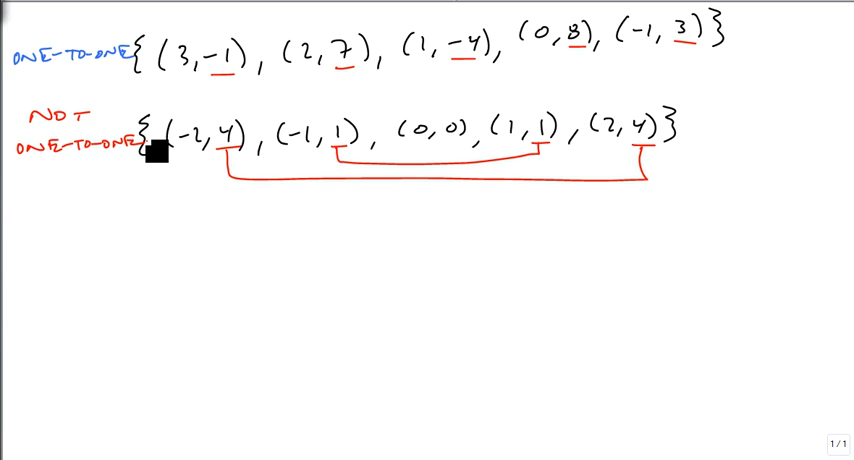 ONE-TO-ONE {(3, -1), (2, 7), (1, -4), (0, 8), (-1, 3)}
NOT
ONE-TO-ONE {(-2, 4), (-1, 1), (0, 0), (1, 1), (2, 4)}
1 / 1